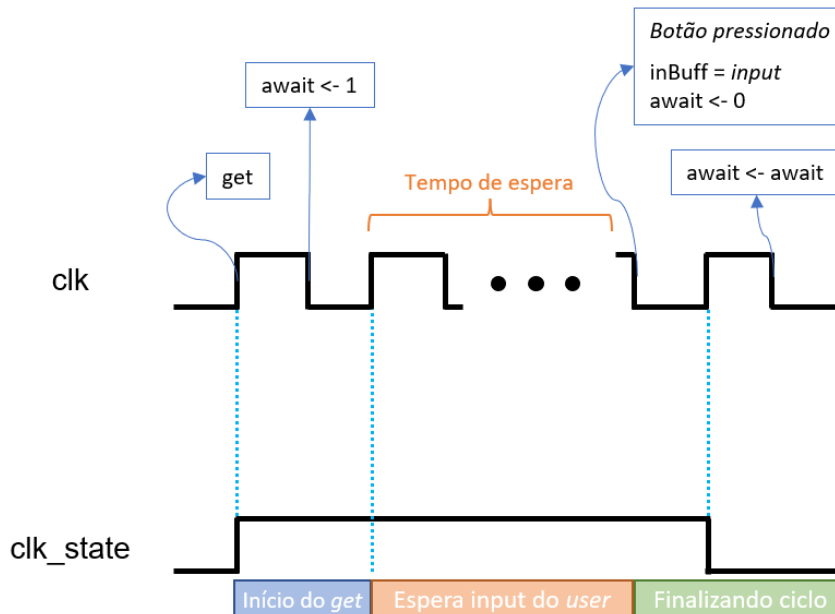 Botão pressionado
inBuff = input
await <- 0
await <- 1
get
await <- await
Tempo de espera
clk
clk_state
Início do get
Espera input do user
Finalizando ciclo